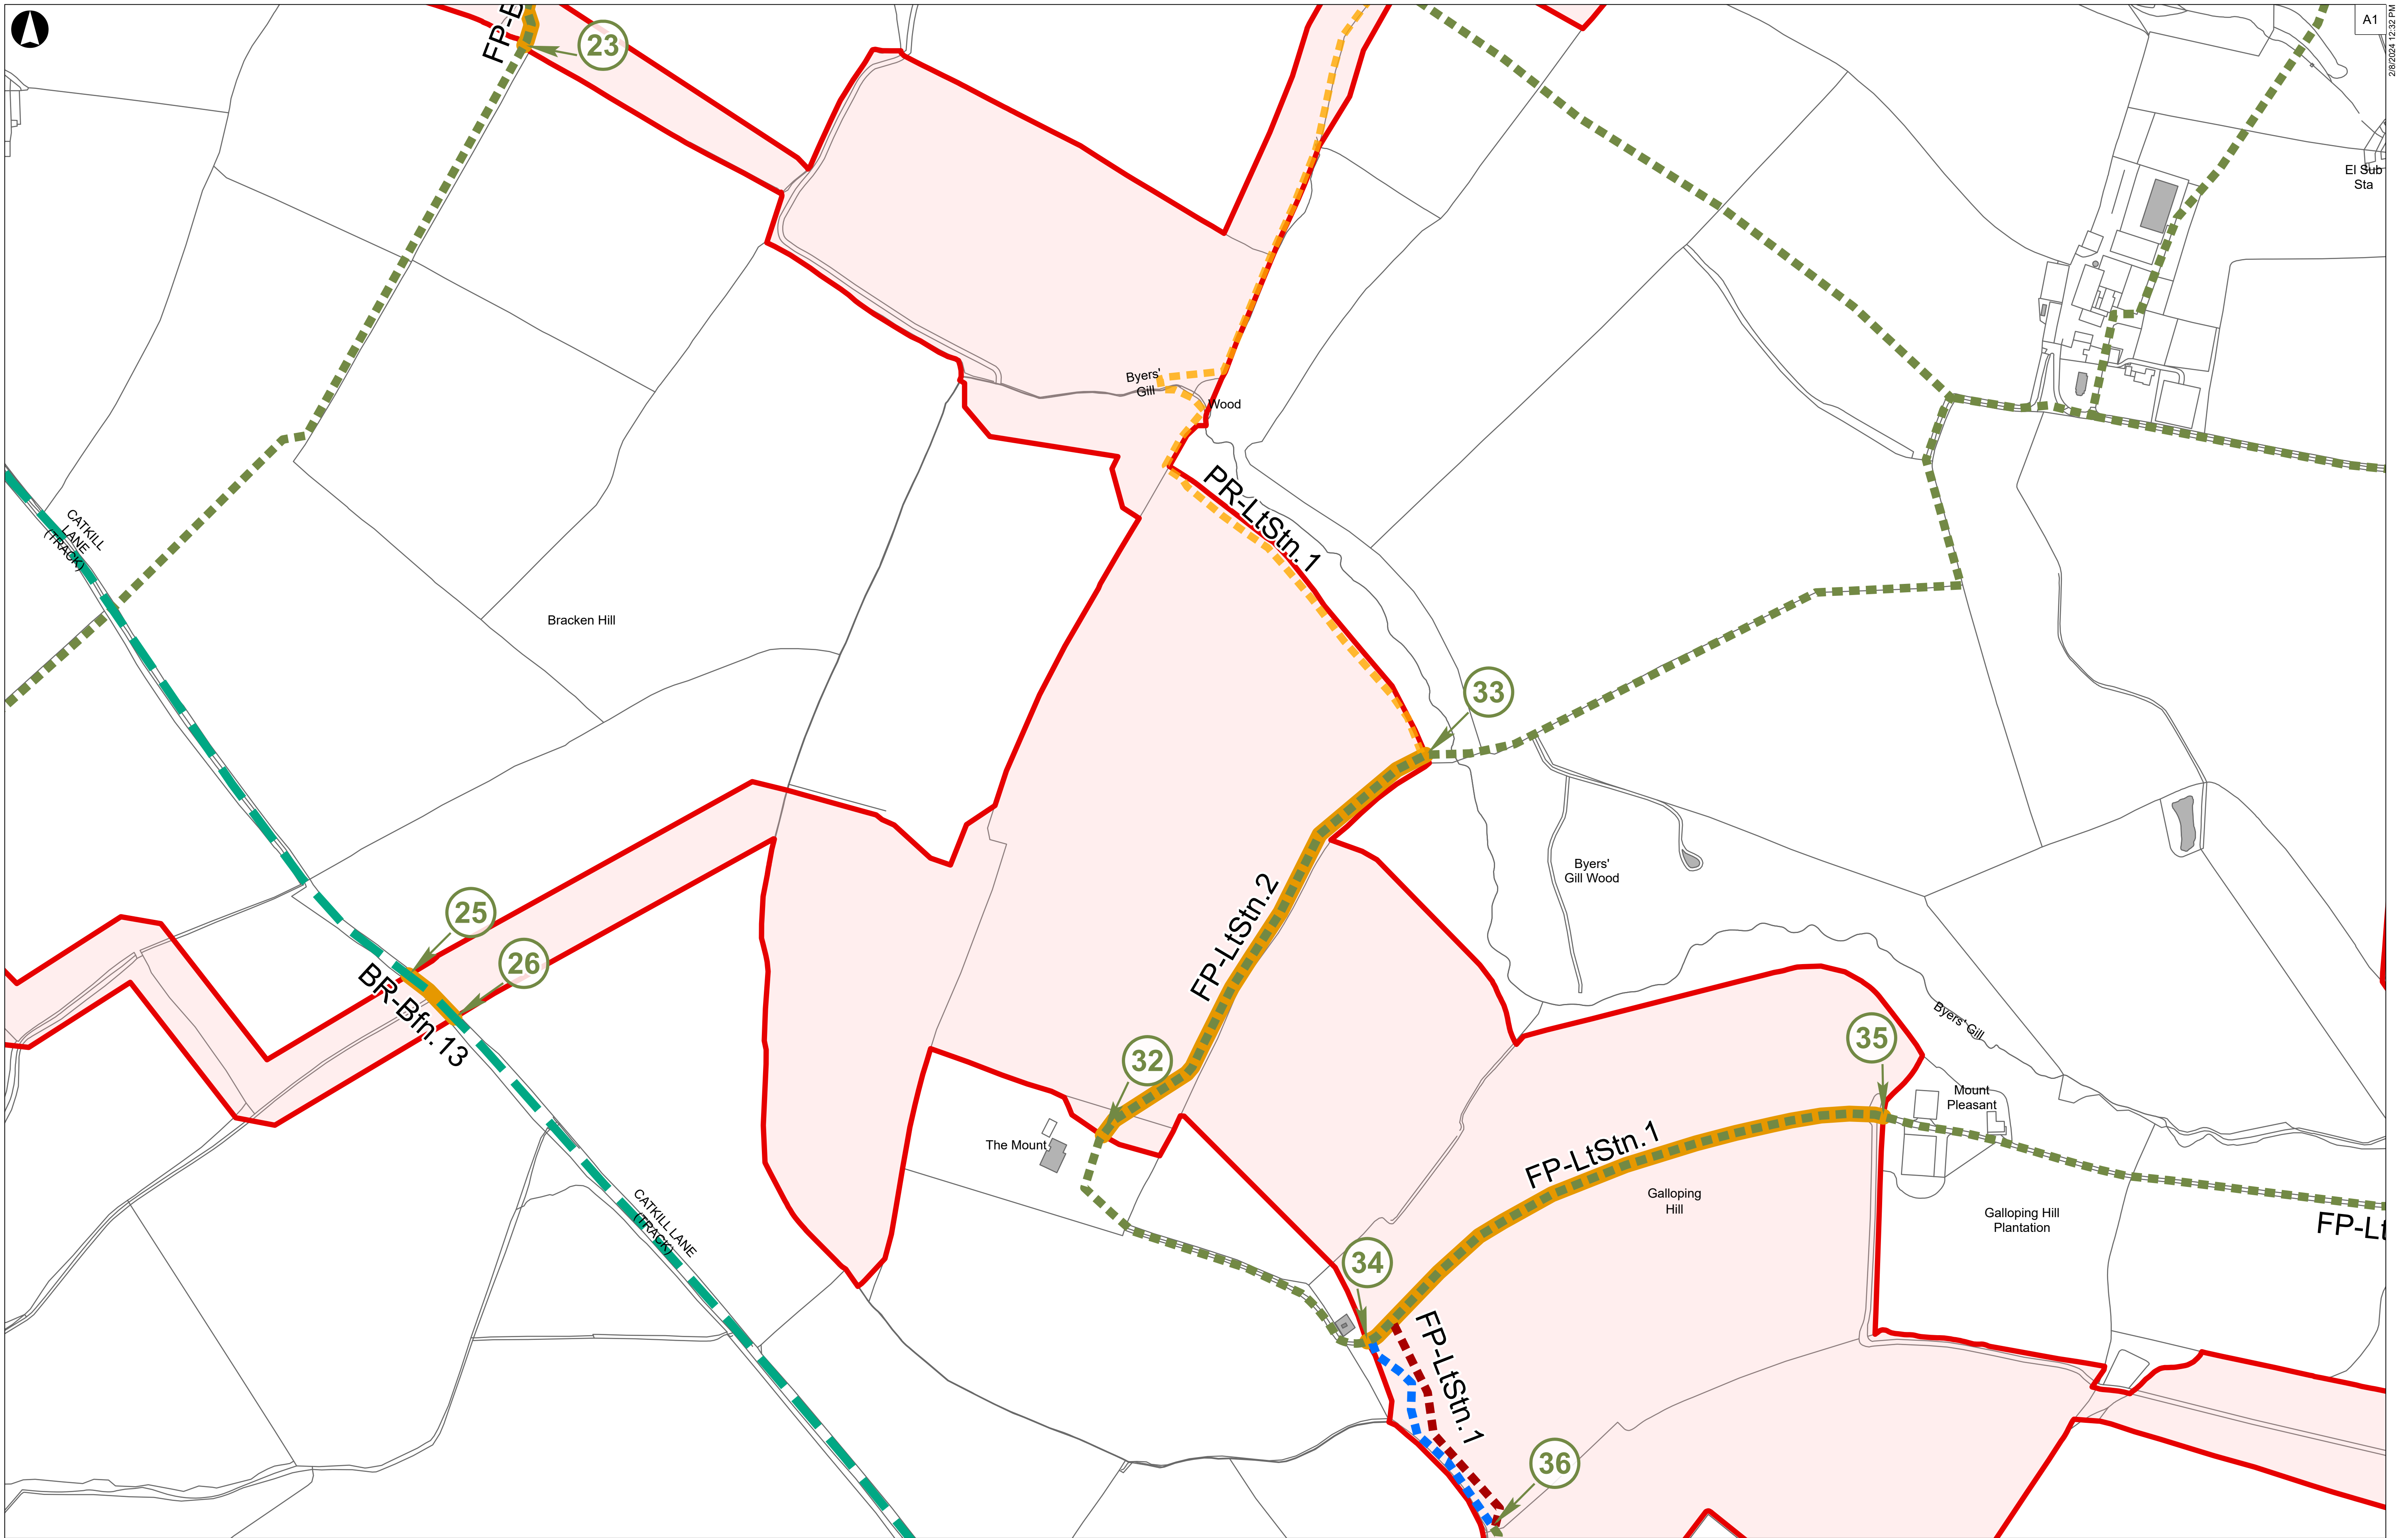 A1
2/8/2024 12:32 PM
FP-B
23
El Sub
Sta
Byers'
Gill
Wood
PR-LtStn.1
CATKILL
LANE
(TRACK)
Bracken Hill
33
Byers'
Gill Wood
FP-LtStn.2
25
26
BR-Bfn.13
Byers' Gill
35
32
Mount
Pleasant
The Mount
FP-LtStn.1
Galloping
Hill
Galloping Hill
Plantation
FP-Lt
CATKILL LANE
(TRACK)
34
FP-LtStn.1
36